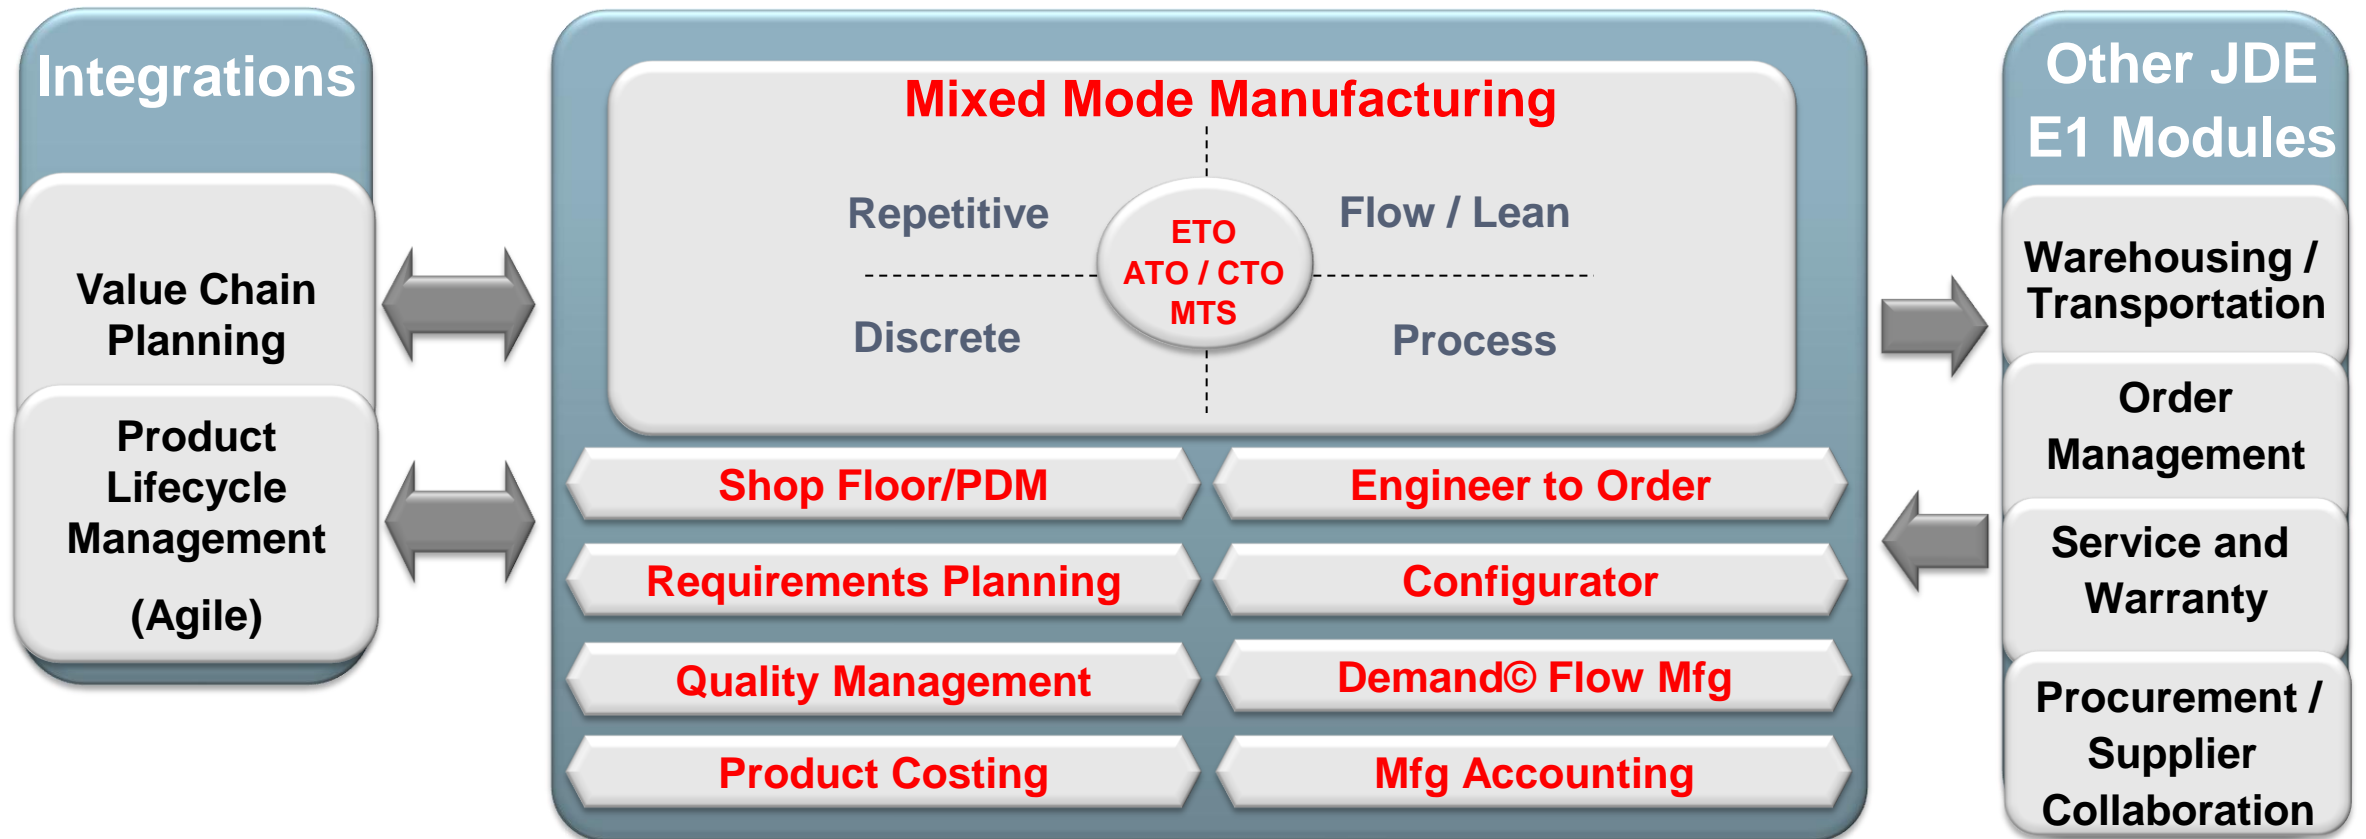 Integrations
Value Chain
Planning
Product
Lifecycle
Management
(Agile)
Mixed Mode Manufacturing
Repetitive
Flow / Lean
ETO
ATO / CTO
MTS
Discrete
Process
Shop Floor/PDM
Engineer to Order
Requirements Planning
Configurator
Quality Management
Demand© Flow Mfg
Product Costing
Mfg Accounting
Other JDE
E1 Modules
Warehousing /
Transportation
Order
Management
Service and
Warranty
Procurement /
Supplier
Collaboration